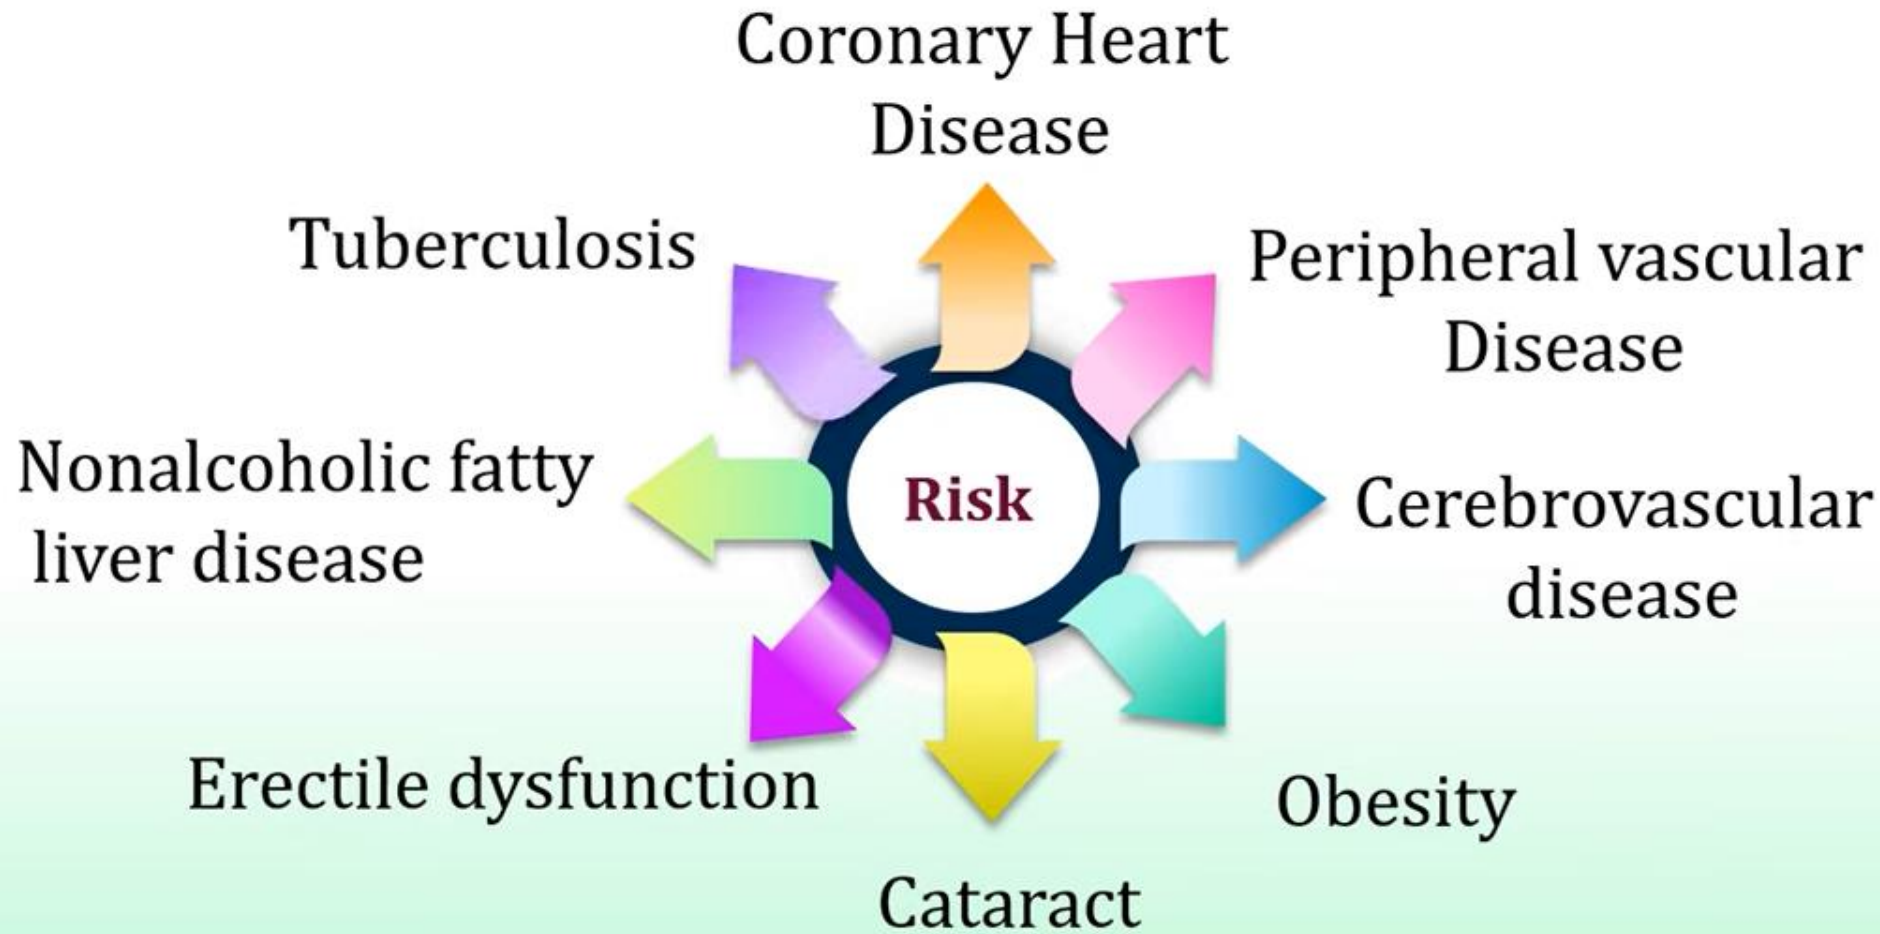 Coronary Heart
Disease
Tuberculosis
Peripheral vascular
Disease
Nonalcoholic fatty
liver disease
Risk
Cerebrovascular
disease
Erectile dysfunction
Obesity
Cataract